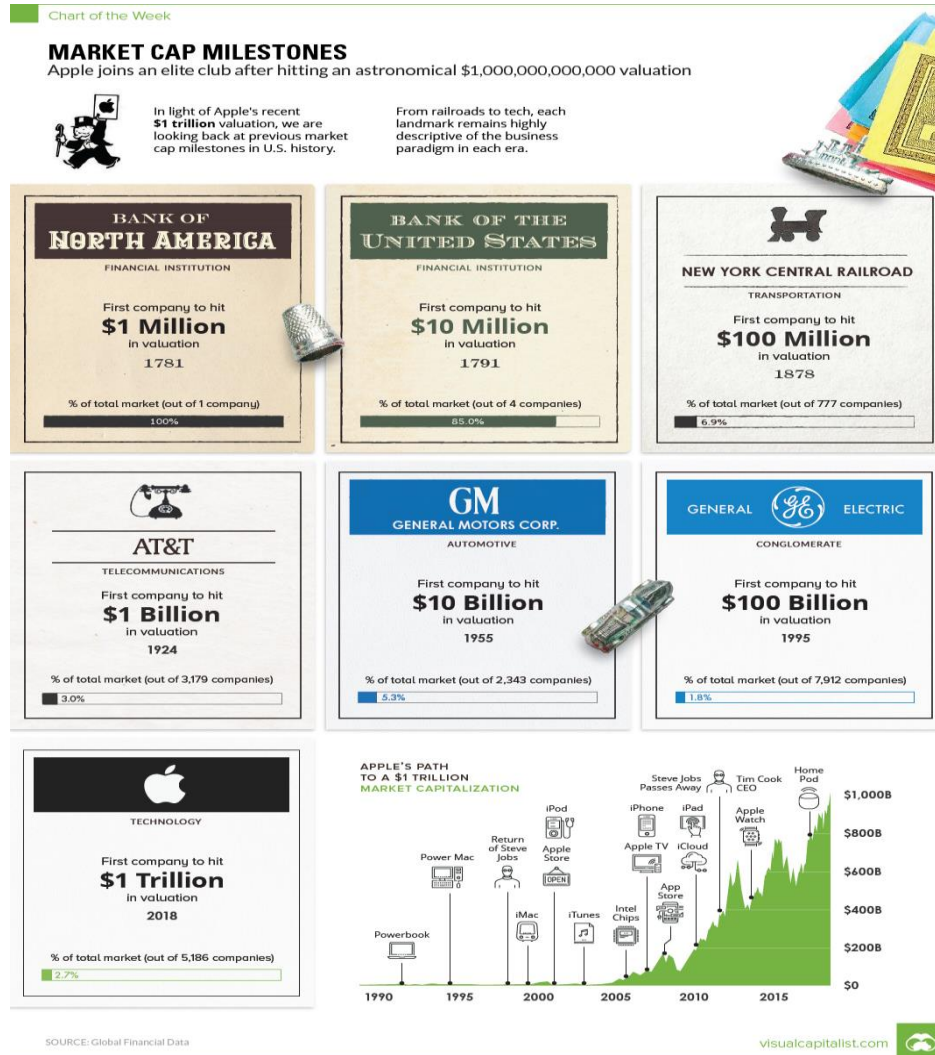 Chart of the Week
MARKET CAP MILESTONES
Apple joins an elite club after hitting an astronomical $1,000,000,000,000 valuation
In light of Apple's recent
$1 trillion valuation, we are
looking back at previous market
cap milestones in U.S. history.
From railroads to tech, each
landmark remains highly
descriptive of the business
paradigm in each era.
BANK OF
NORTH AMERICA
FINANCIAL INSTITUTION
First company to hit
$1 Million
in valuation
1781
% of total market (out of 1 company)
100%
BANK OF THE
UNITED STATES
FINANCIAL INSTITUTION
First company to hit
$10 Million
in valuation
1791
% of total market (out of 4 companies)
85.0%
NEW YORK CENTRAL RAILROAD
TRANSPORTATION
First company to hit
$100 Million
in valuation
1878
% of total market (out of 777 companies)
6.9%
AT&T
TELECOMMUNICATIONS
First company to hit
$1 Billion
in valuation
1924
% of total market (out of 3,179 companies)
3.0%
GM
GENERAL MOTORS CORP.
AUTOMOTIVE
First company to hit
$10 Billion
in valuation
1955
% of total market (out of 2,343 companies)
5.3%
GENERAL GE ELECTRIC
CONGLOMERATE
First company to hit
$100 Billion
in valuation
1995
% of total market (out of 7,912 companies)
1.8%
TECHNOLOGY
First company to hit
$1 Trillion
in valuation
2018
% of total market (out of 5,186 companies)
2.7%
APPLE'S PATH
TO A $1 TRILLION
MARKET CAPITALIZATION
Powerbook
Power Mac
Return
of Steve
Jobs
iMac
iPod
Apple
Store
OPEN
iTunes
Intel
Chips
iPhone
Apple TV
App
Store
iPad
iCloud
Steve Jobs
Passes Away
Tim Cook
CEO
Apple
Watch
Home
Pod
$1,000B
$800B
$600B
$400B
$200B
$0
1990 1995 2000 2005 2010 2015
SOURCE: Global Financial Data
visualcapitalist.com